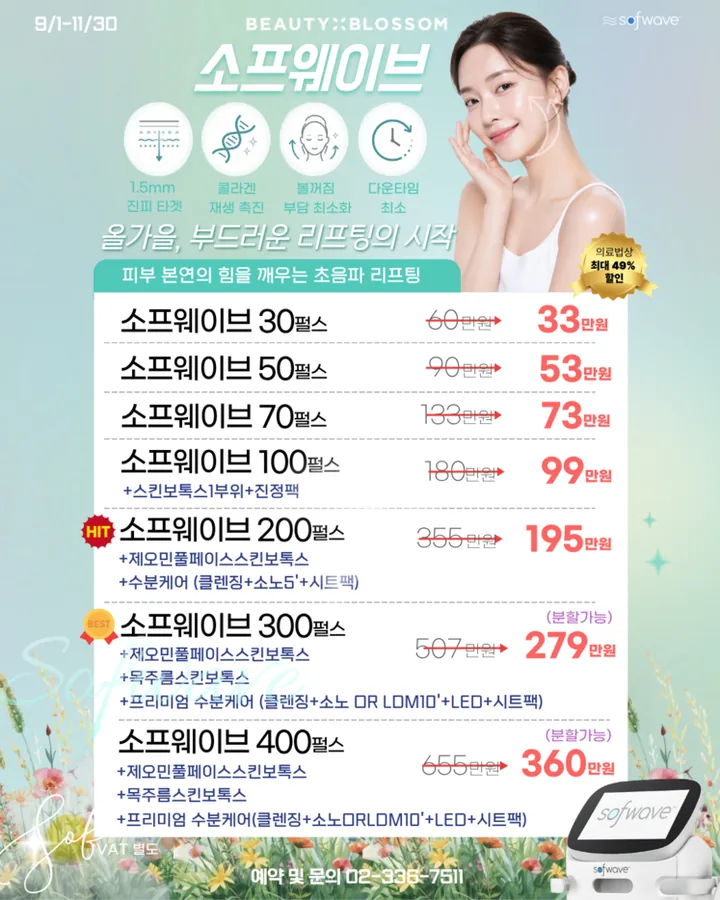 9/1-11/30
BEAUTY BLOSSOM
sofwave
소프웨이브
1.5mm
진피 타겟
콜라겐
재생 촉진
볼꺼짐
부담 최소화
다운타임
최소
올가을, 부드러운 리프팅의 시작
피부 본연의 힘을 깨우는 초음파 리프팅
의료법상
최대 49%
할인
소프웨이브 30펄스 60만원 33만원
소프웨이브 50펄스 90만원 53만원
소프웨이브 70펄스 133만원 73만원
소프웨이브 100펄스 180만원 99만원
+스킨보톡스1부위+진정팩
HIT
소프웨이브 200펄스 355만원 195만원
+제오민풀페이스스킨보톡스
+수분케어 (클렌징+소노5'+시트팩)
BEST
(분할가능)
소프웨이브 300펄스 507만원 279만원
+제오민풀페이스스킨보톡스
+목주름스킨보톡스
+프리미엄 수분케어 (클렌징+소노 OR LDM10'+LED+시트팩)
Sofwave
(분할가능)
소프웨이브 400펄스 655만원 360만원
+제오민풀페이스스킨보톡스
+목주름스킨보톡스
+프리미엄 수분케어(클렌징+소노ORLDM10'+LED+시트팩)
sofwave
Sof
VAT 별도
sofwave
예약 및 문의 02-336-7511